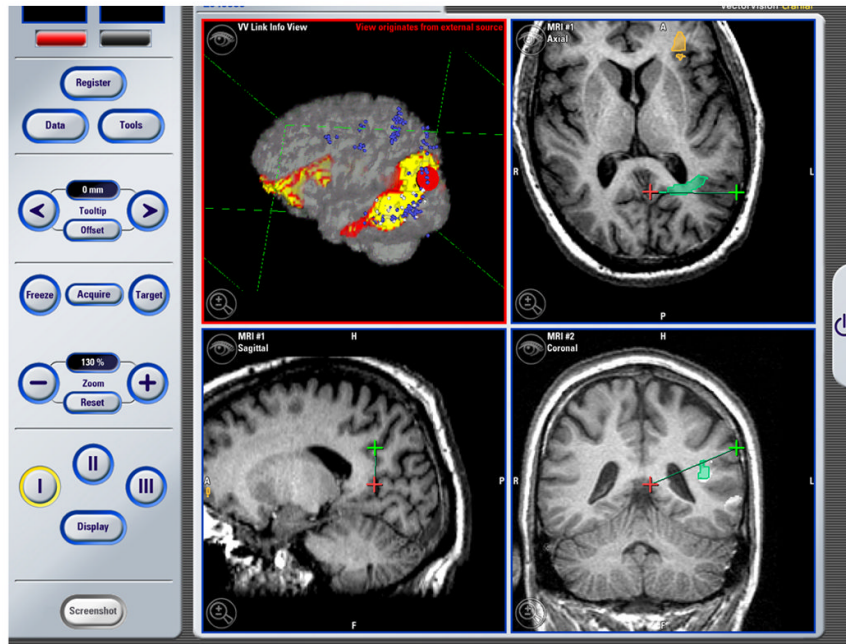 VectorVision cranial
Register
Data
Tools
0 mm
Tooltip
Offset
Freeze
Acquire
Target
130 %
Zoom
Reset
I
II
III
Display
Screenshot
VV Link Info View
View originates from external source
MRI #1
Axial
A
R
L
P
MRI #1
Sagittal
H
A
P
F
MRI #2
Coronal
H
R
L
F